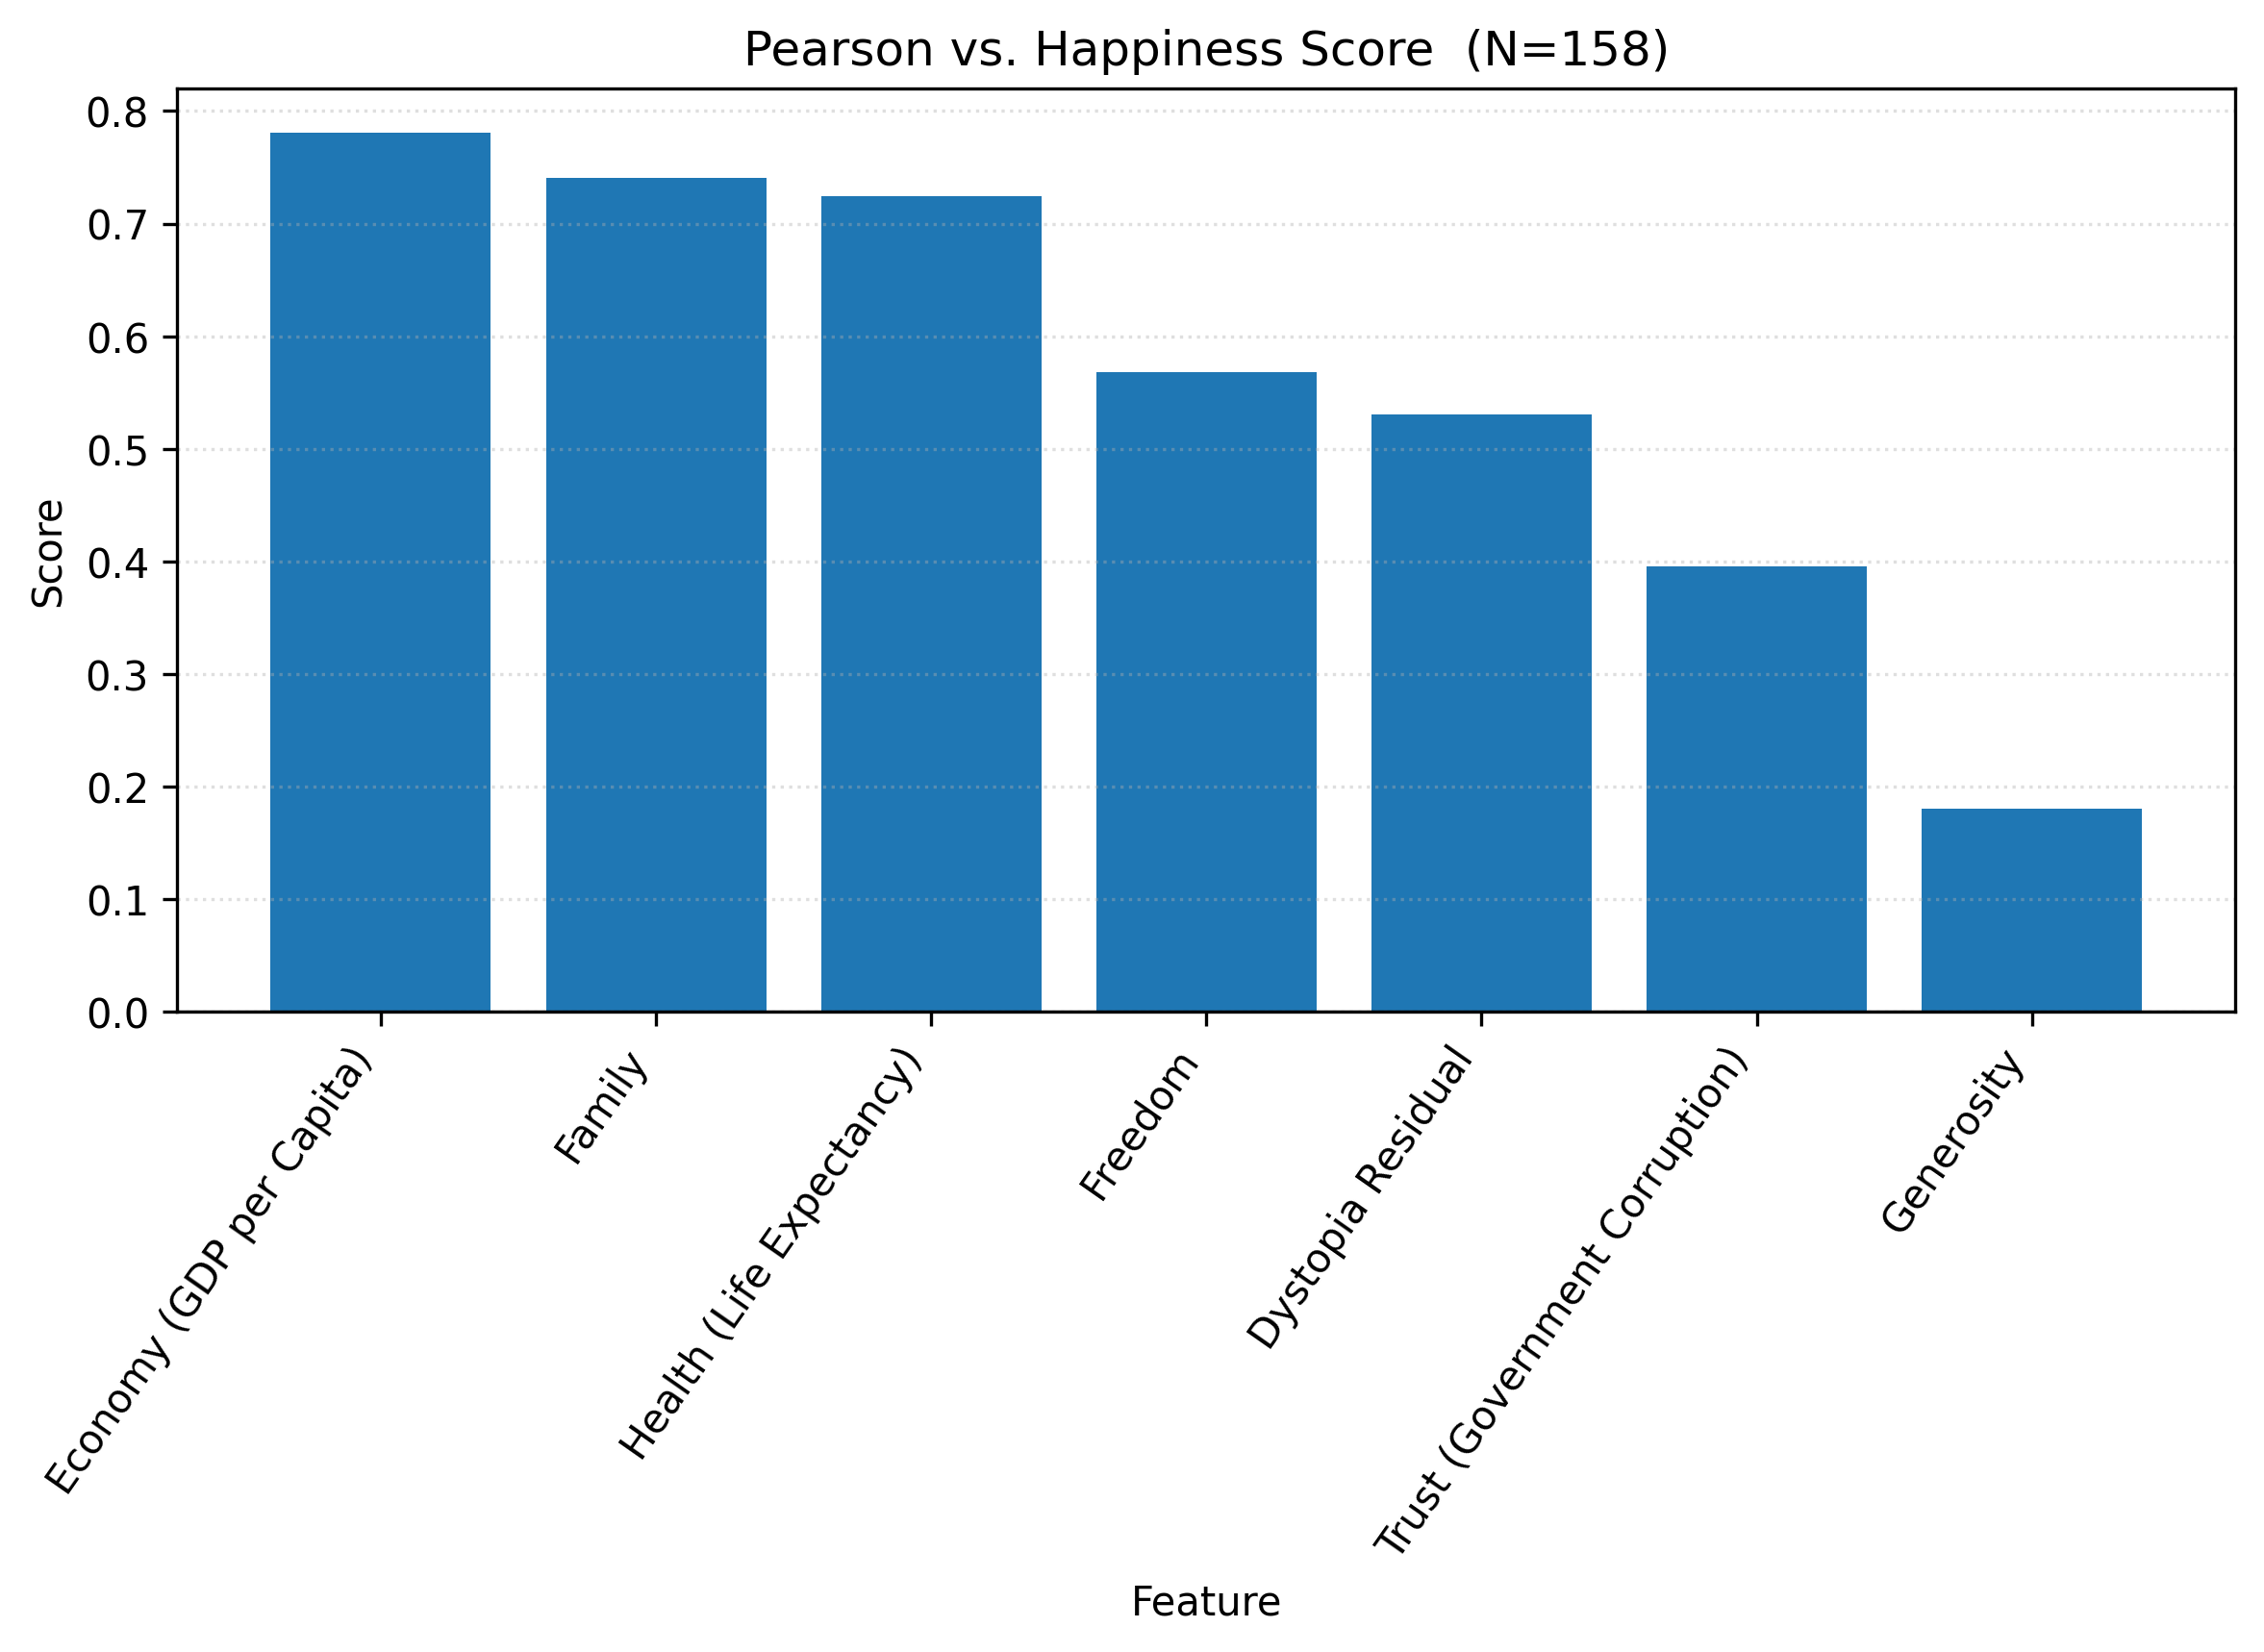 Pearson vs. Happiness Score (N=158)
Score
0.8
0.7
0.6
0.5
0.4
0.3
0.2
0.1
0.0
Economy (GDP per Capita)
Family
Health (Life Expectancy)
Freedom
Dystopia Residual
Trust (Government Corruption)
Generosity
Feature